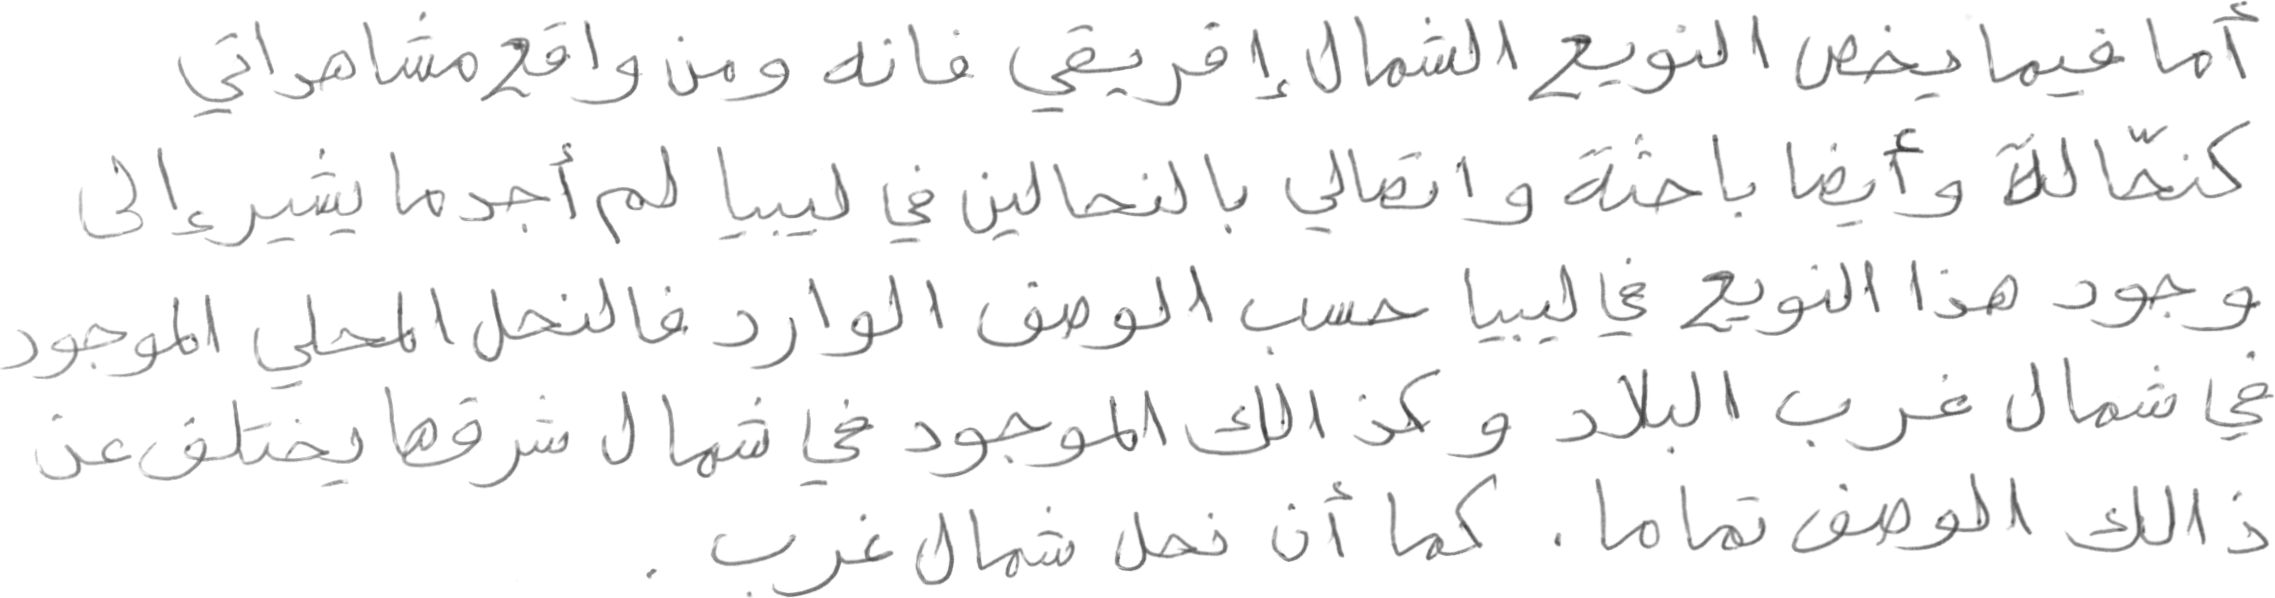 أما فيما يخص النويع الشمال إفريقي فانه ومن واقع مشاهداتي
كنحّالة وأيضا باحثة واتصالي بالنحالين في ليبيا لم أجد ما يشير إلى
وجود هذا النويع في ليبيا حسب الوصف الوارد فالنحل المحلي الموجود
في شمال غرب البلاد وكذالك الموجود في شمال شرقها يختلف عن
ذالك الوصف تماما . كما أن نحل شمال غرب .